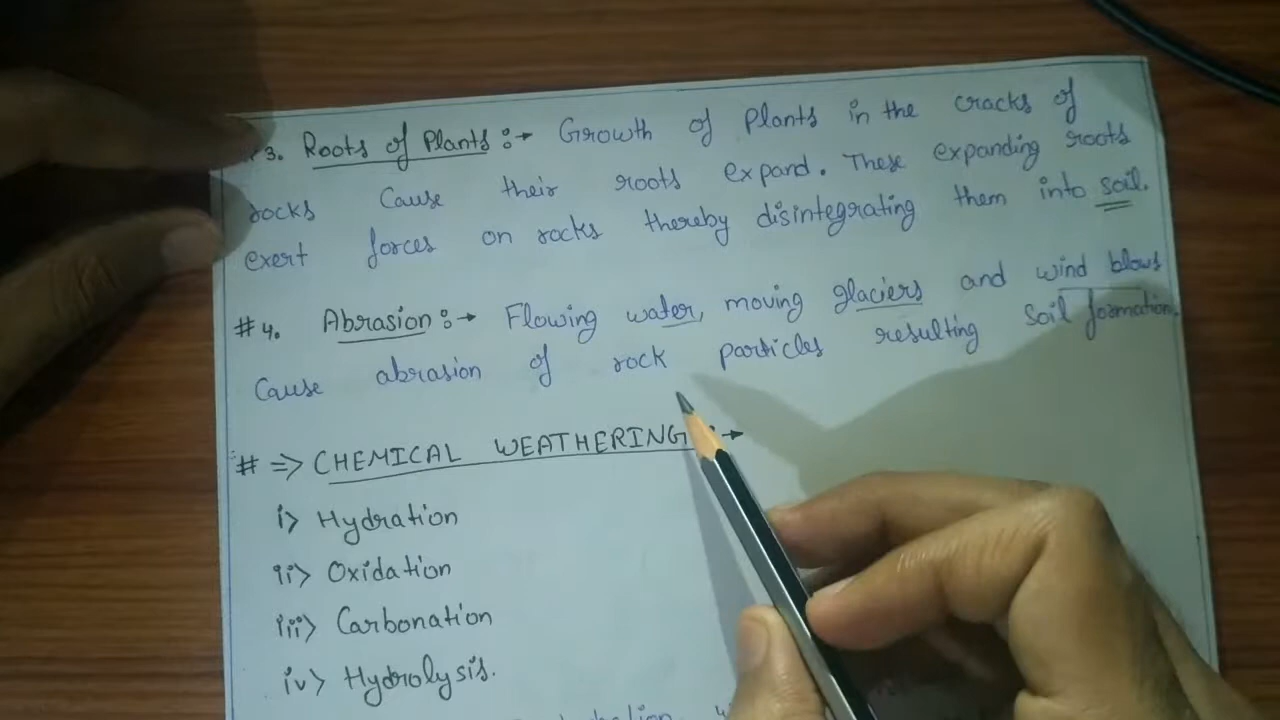 3. Roots of Plants :→ Growth of Plants in the cracks of
rocks Cause their roots expand. These expanding roots
exert forces on rocks thereby disintegrating them into soil.
#4. Abrasion :→ Flowing water, moving glaciers and wind blows
Cause abrasion of rock particles resulting soil formation.
# => CHEMICAL WEATHERING :→
i> Hydration
ii> Oxidation
iii> Carbonation
iv> Hydrolysis.